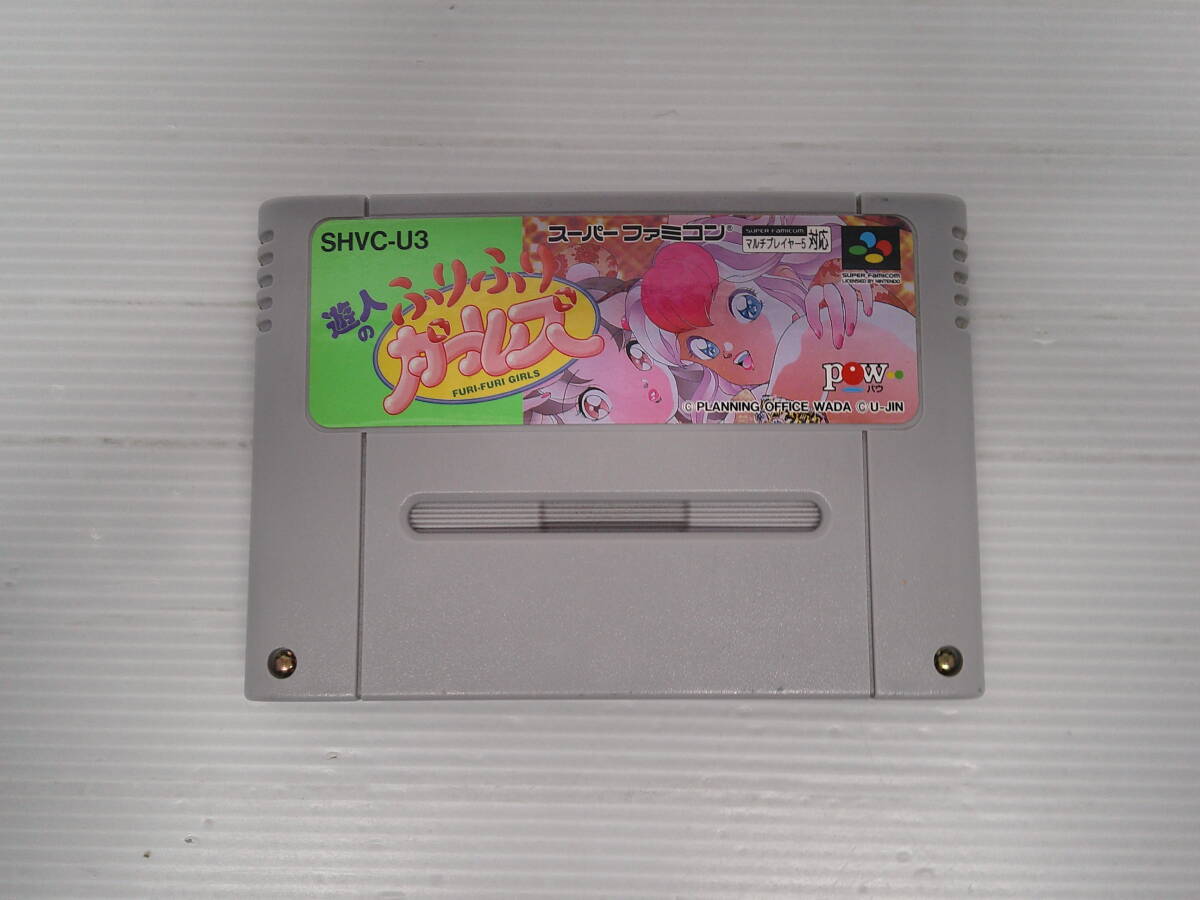 SHVC-U3
スーパーファミコン®
SUPER FAMICOM
マルチプレイヤー5 対応
SUPER FAMICOM
LICENSED BY NINTENDO
遊人の
ふりふり
ガールズ
FURI-FURI GIRLS
pow
パウ
© PLANNING OFFICE WADA © U-JIN